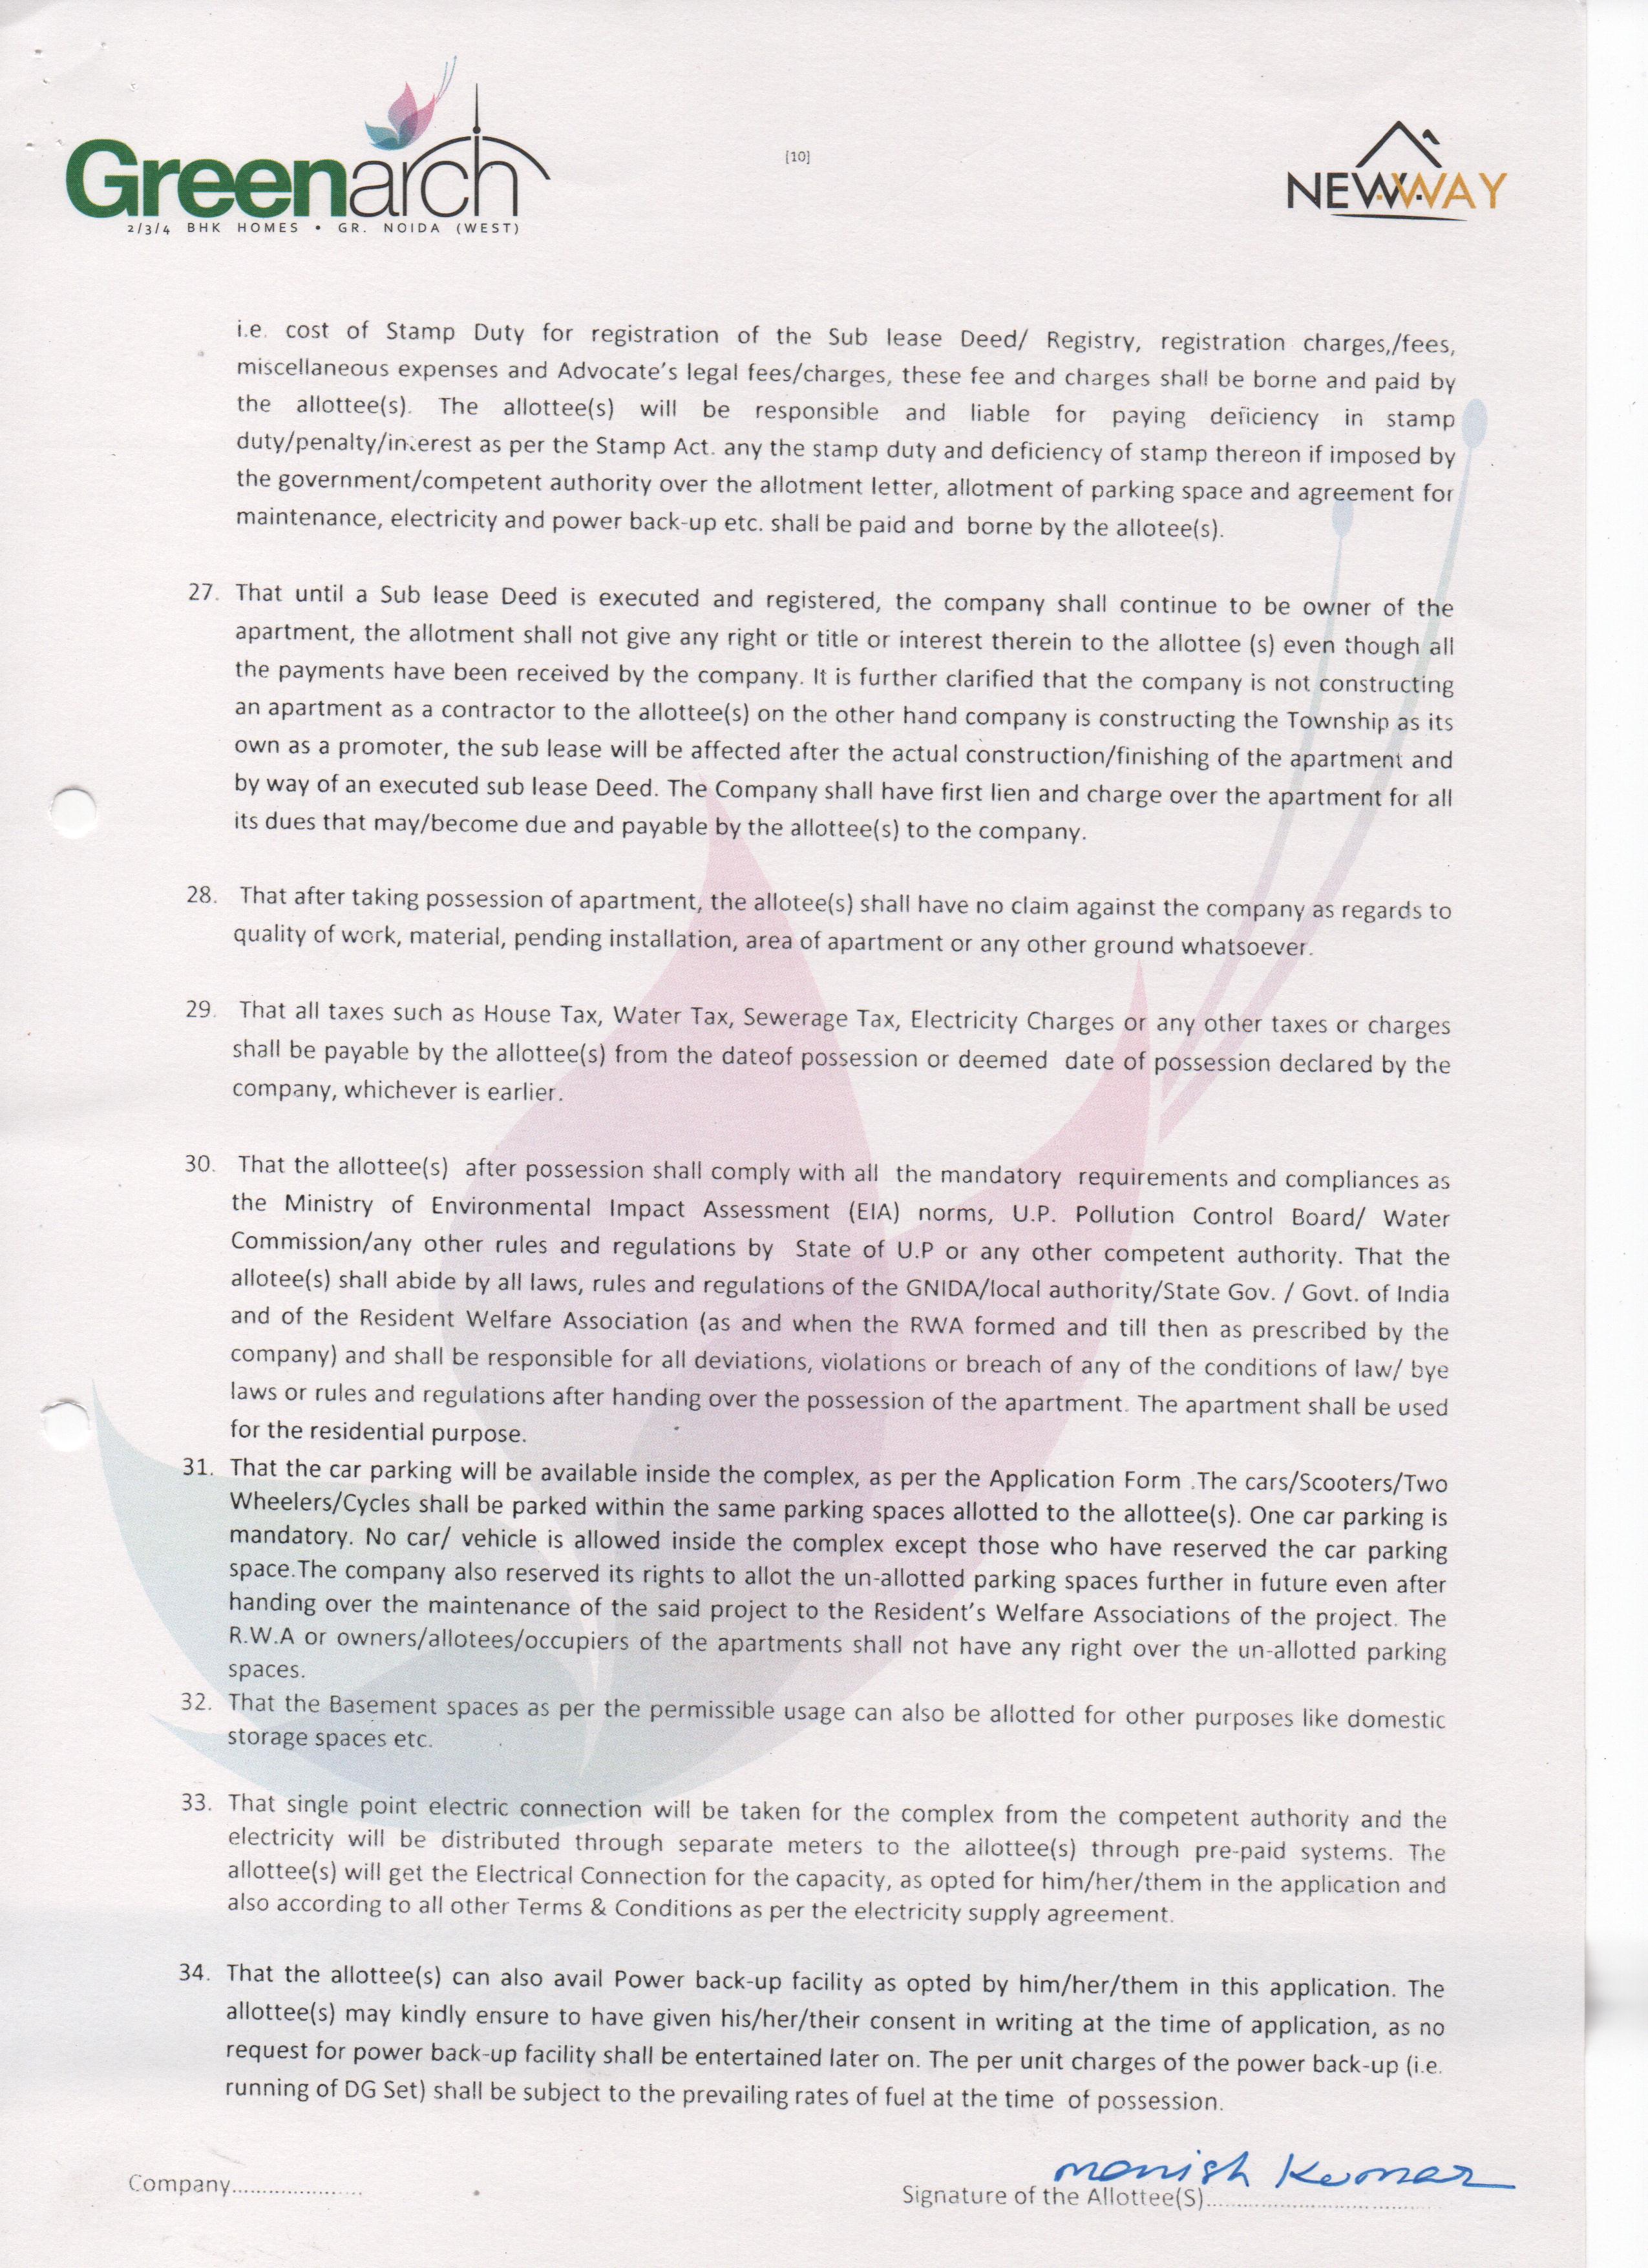 Greenarch
2/3/4 BHK HOMES • GR. NOIDA (WEST)
[10]
NEWWAY
i.e. cost of Stamp Duty for registration of the Sub lease Deed/ Registry, registration charges,/fees,
miscellaneous expenses and Advocate's legal fees/charges, these fee and charges shall be borne and paid by
the allottee(s). The allottee(s) will be responsible and liable for paying deficiency in stamp
duty/penalty/interest as per the Stamp Act. any the stamp duty and deficiency of stamp thereon if imposed by
the government/competent authority over the allotment letter, allotment of parking space and agreement for
maintenance, electricity and power back-up etc. shall be paid and borne by the allotee(s).
27. That until a Sub lease Deed is executed and registered, the company shall continue to be owner of the
apartment, the allotment shall not give any right or title or interest therein to the allottee (s) even though all
the payments have been received by the company. It is further clarified that the company is not constructing
an apartment as a contractor to the allottee(s) on the other hand company is constructing the Township as its
own as a promoter, the sub lease will be affected after the actual construction/finishing of the apartment and
by way of an executed sub lease Deed. The Company shall have first lien and charge over the apartment for all
its dues that may/become due and payable by the allottee(s) to the company.
28. That after taking possession of apartment, the allotee(s) shall have no claim against the company as regards to
quality of work, material, pending installation, area of apartment or any other ground whatsoever.
29. That all taxes such as House Tax, Water Tax, Sewerage Tax, Electricity Charges or any other taxes or charges
shall be payable by the allottee(s) from the dateof possession or deemed date of possession declared by the
company, whichever is earlier.
30. That the allottee(s) after possession shall comply with all the mandatory requirements and compliances as
the Ministry of Environmental Impact Assessment (EIA) norms, U.P. Pollution Control Board/ Water
Commission/any other rules and regulations by State of U.P or any other competent authority. That the
allotee(s) shall abide by all laws, rules and regulations of the GNIDA/local authority/State Gov. / Govt. of India
and of the Resident Welfare Association (as and when the RWA formed and till then as prescribed by the
company) and shall be responsible for all deviations, violations or breach of any of the conditions of law/ bye
laws or rules and regulations after handing over the possession of the apartment. The apartment shall be used
for the residential purpose.
31. That the car parking will be available inside the complex, as per the Application Form .The cars/Scooters/Two
Wheelers/Cycles shall be parked within the same parking spaces allotted to the allottee(s). One car parking is
mandatory. No car/ vehicle is allowed inside the complex except those who have reserved the car parking
space.The company also reserved its rights to allot the un-allotted parking spaces further in future even after
handing over the maintenance of the said project to the Resident's Welfare Associations of the project. The
R.W.A or owners/allotees/occupiers of the apartments shall not have any right over the un-allotted parking
spaces.
32. That the Basement spaces as per the permissible usage can also be allotted for other purposes like domestic
storage spaces etc.
33. That single point electric connection will be taken for the complex from the competent authority and the
electricity will be distributed through separate meters to the allottee(s) through pre-paid systems. The
allottee(s) will get the Electrical Connection for the capacity, as opted for him/her/them in the application and
also according to all other Terms & Conditions as per the electricity supply agreement.
34. That the allottee(s) can also avail Power back-up facility as opted by him/her/them in this application. The
allottee(s) may kindly ensure to have given his/her/their consent in writing at the time of application, as no
request for power back-up facility shall be entertained later on. The per unit charges of the power back-up (i.e.
running of DG Set) shall be subject to the prevailing rates of fuel at the time of possession.
manish Kumar
Company.....................
Signature of the Allottee(S)......................................